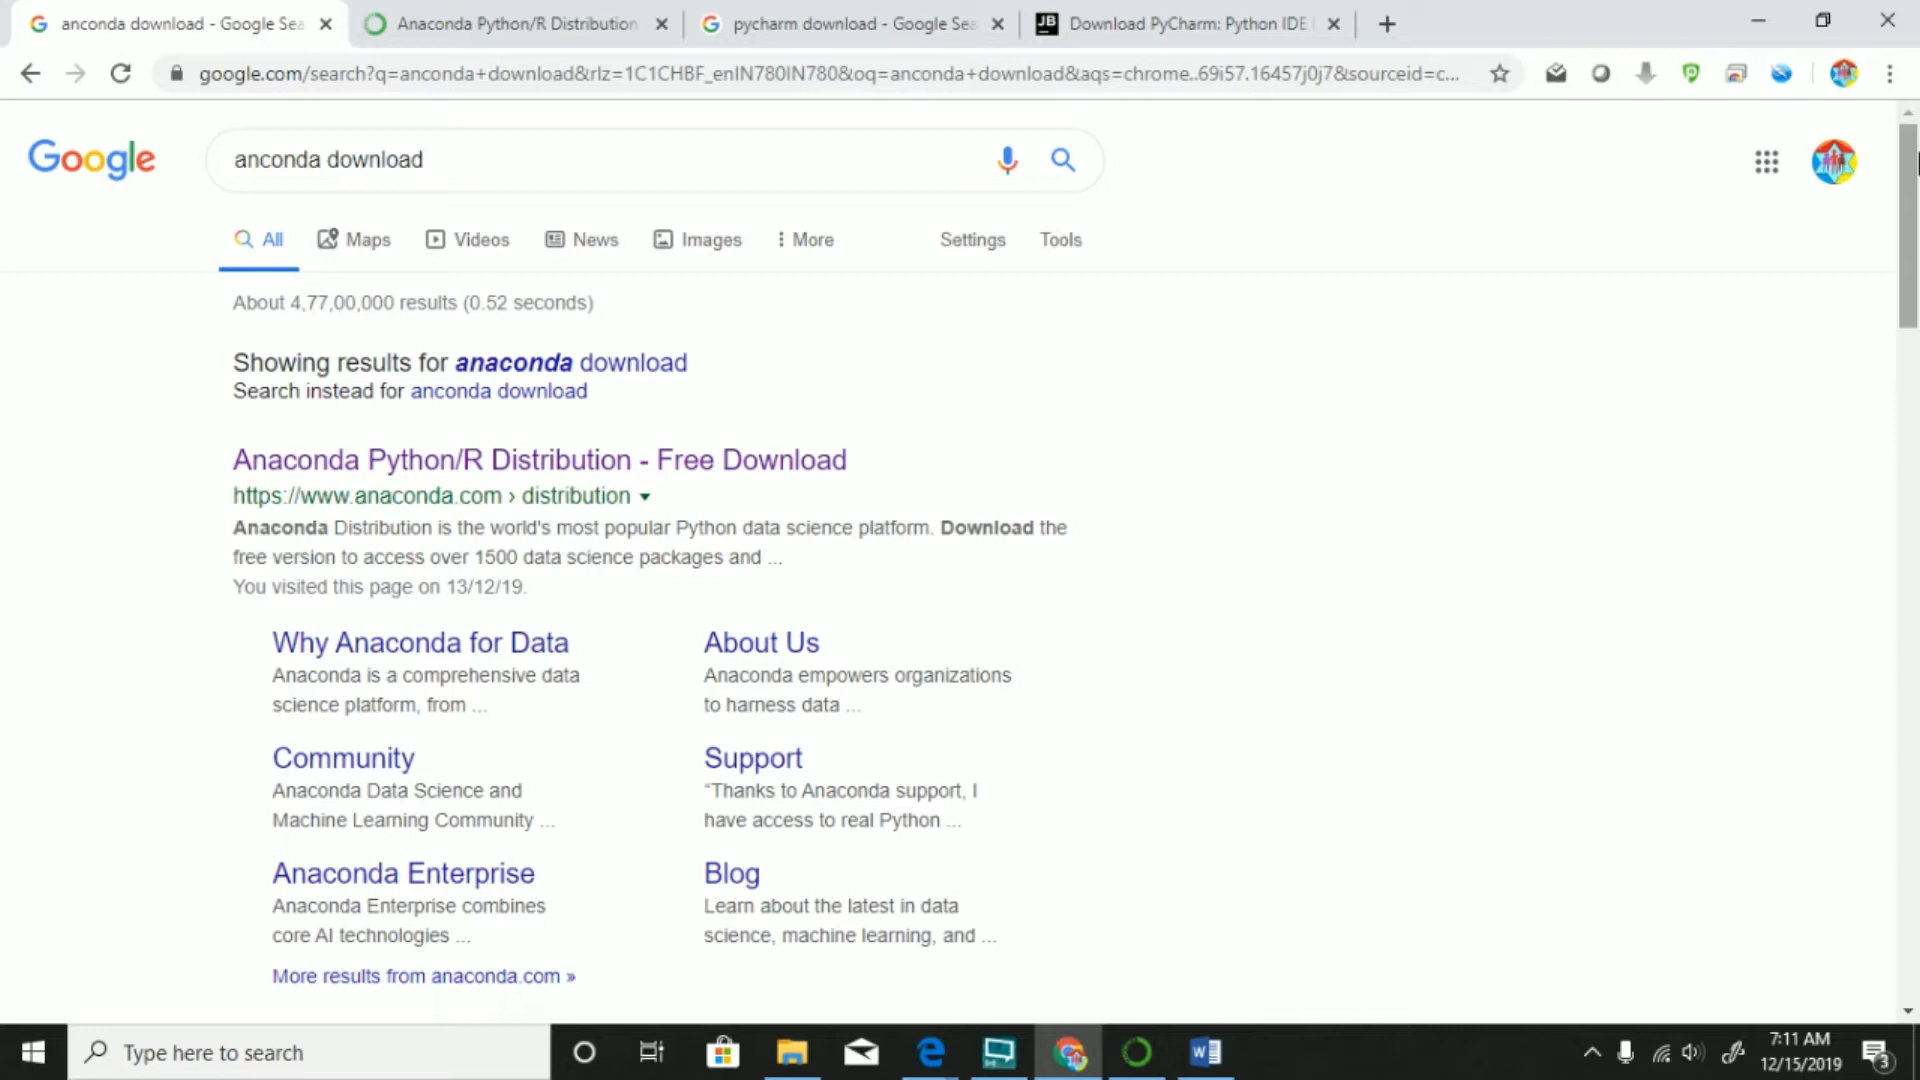 anconda download - Google Sea
Anaconda Python/R Distribution
pycharm download - Google Sea
Download PyCharm: Python IDE
google.com/search?q=anconda+download&rlz=1C1CHBF_enIN780IN780&oq=anconda+download&aqs=chrome..69i57.16457j0j7&sourceid=c...
Google
anconda download
All
Maps
Videos
News
Images
More
Settings
Tools
About 4,77,00,000 results (0.52 seconds)
Showing results for anaconda download
Search instead for anconda download
Anaconda Python/R Distribution - Free Download
https://www.anaconda.com › distribution
Anaconda Distribution is the world's most popular Python data science platform. Download the
free version to access over 1500 data science packages and ...
You visited this page on 13/12/19.
Why Anaconda for Data
Anaconda is a comprehensive data
science platform, from ...
About Us
Anaconda empowers organizations
to harness data ...
Community
Anaconda Data Science and
Machine Learning Community ...
Support
“Thanks to Anaconda support, I
have access to real Python ...
Anaconda Enterprise
Anaconda Enterprise combines
core AI technologies ...
Blog
Learn about the latest in data
science, machine learning, and ...
More results from anaconda.com »
Type here to search
7:11 AM
12/15/2019
3